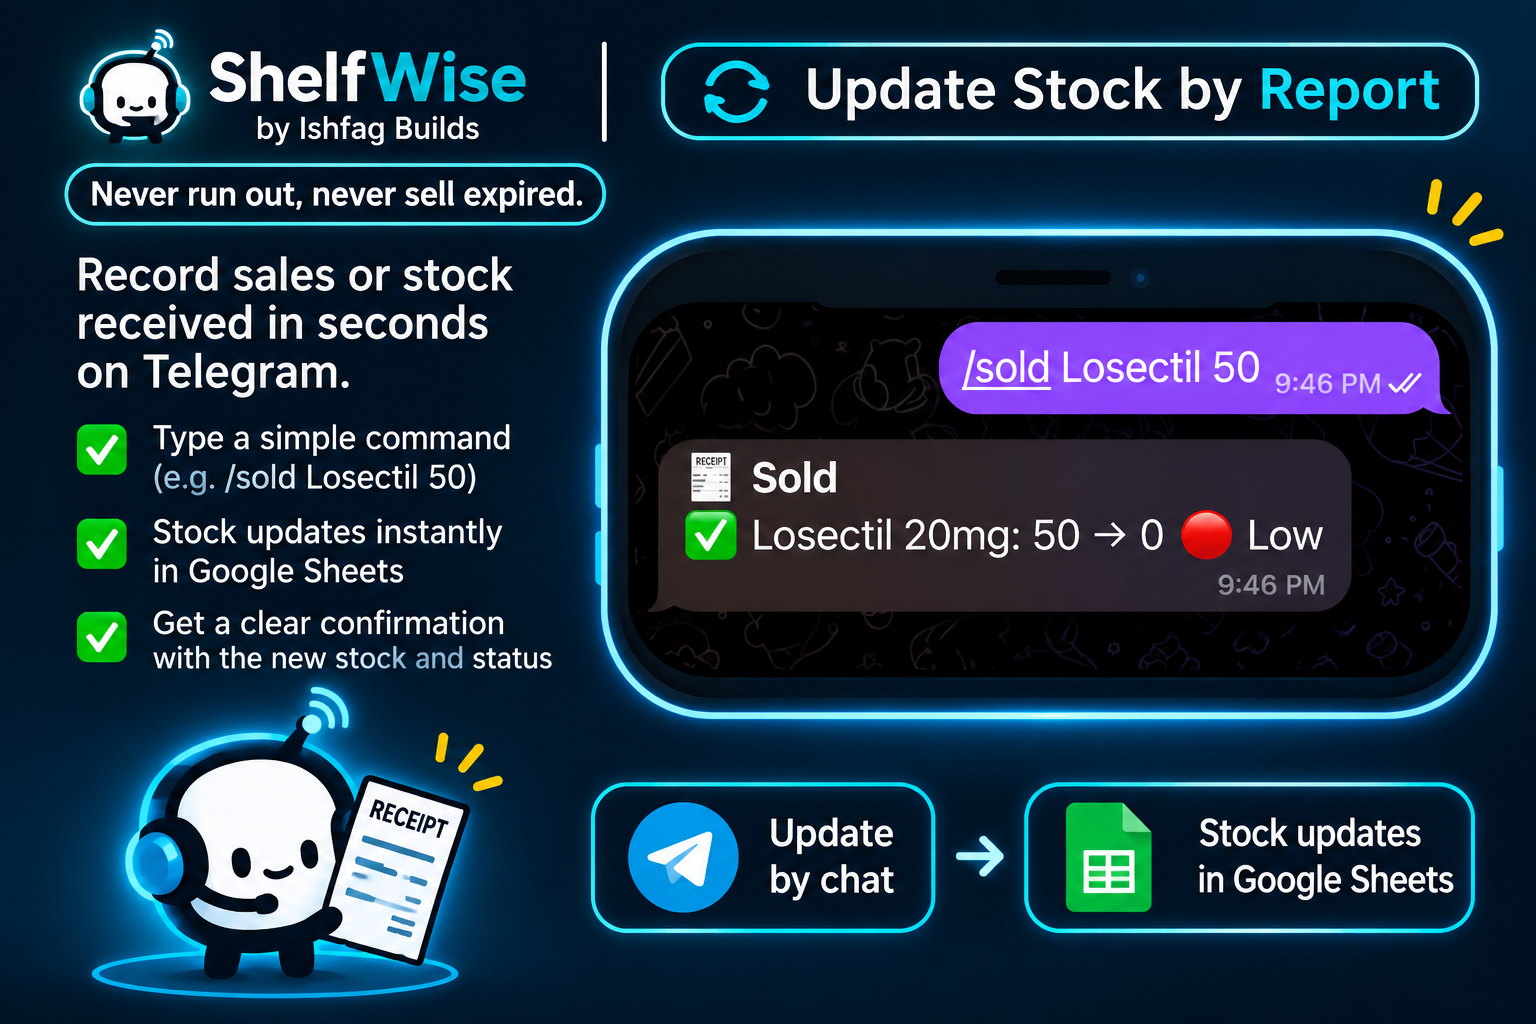 ShelfWise
by Ishfag Builds
Update Stock by Report
Never run out, never sell expired.
Record sales or stock
received in seconds
on Telegram.
Type a simple command
(e.g. /sold Losectil 50)
Stock updates instantly
in Google Sheets
Get a clear confirmation
with the new stock and status
/sold Losectil 50 9:46 PM
RECEIPT
Sold
Losectil 20mg: 50 → 0 Low
9:46 PM
RECEIPT
Update
by chat
Stock updates
in Google Sheets